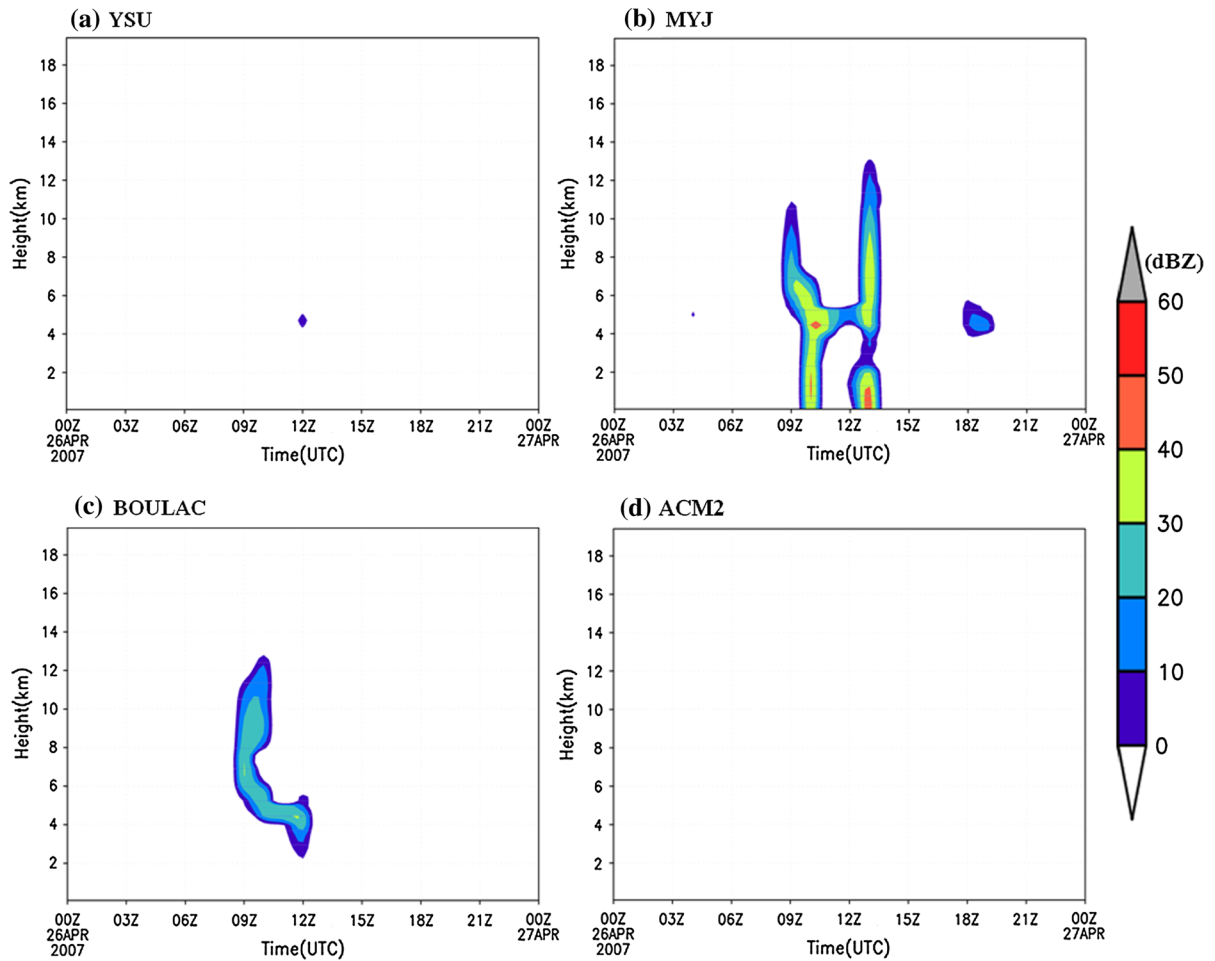 (a) YSU
18
16
14
12
10
8
6
4
2
Height(km)
00Z 03Z 06Z 09Z 12Z 15Z 18Z 21Z 00Z
26APR 27APR
2007
Time(UTC)
(b) MYJ
18
16
14
12
10
8
6
4
2
Height(km)
00Z 03Z 06Z 09Z 12Z 15Z 18Z 21Z 00Z
26APR 27APR
2007
Time(UTC)
(c) BOULAC
18
16
14
12
10
8
6
4
2
Height(km)
00Z 03Z 06Z 09Z 12Z 15Z 18Z 21Z 00Z
26APR 27APR
2007
Time(UTC)
(d) ACM2
18
16
14
12
10
8
6
4
2
Height(km)
00Z 03Z 06Z 09Z 12Z 15Z 18Z 21Z 00Z
26APR 27APR
2007
Time(UTC)
(dBZ)
60
50
40
30
20
10
0